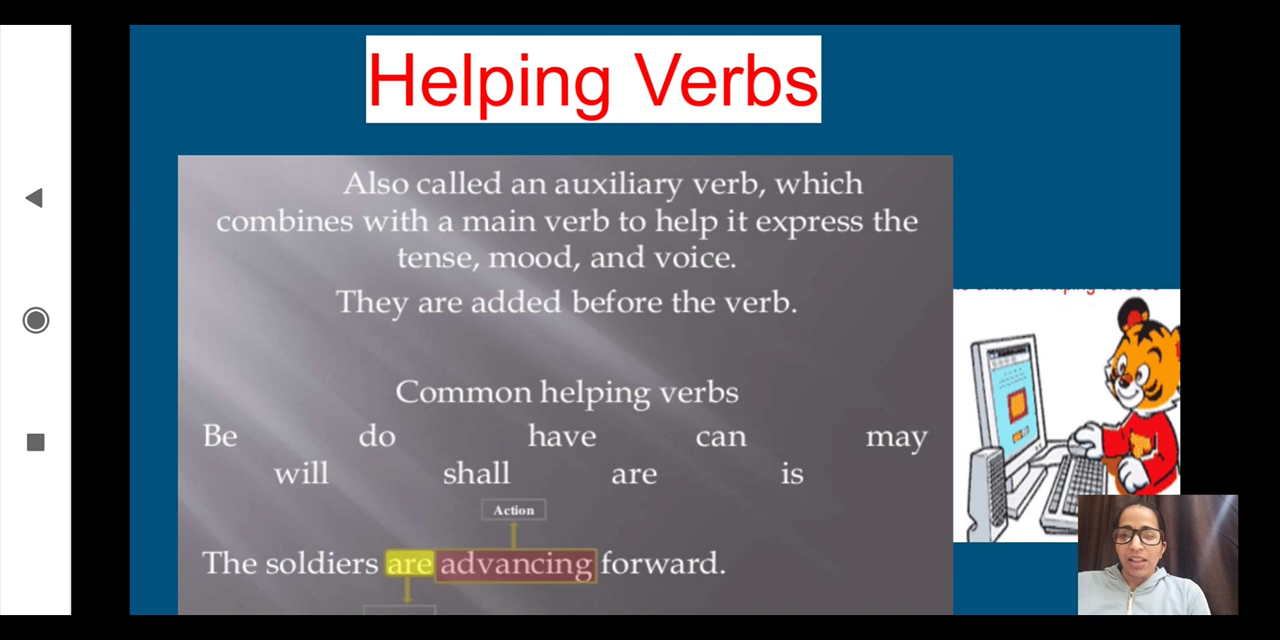 Helping Verbs
Also called an auxiliary verb, which
combines with a main verb to help it express the
tense, mood, and voice.
They are added before the verb.
Common helping verbs
Be do have can may
will shall are is
Action
The soldiers are advancing forward.